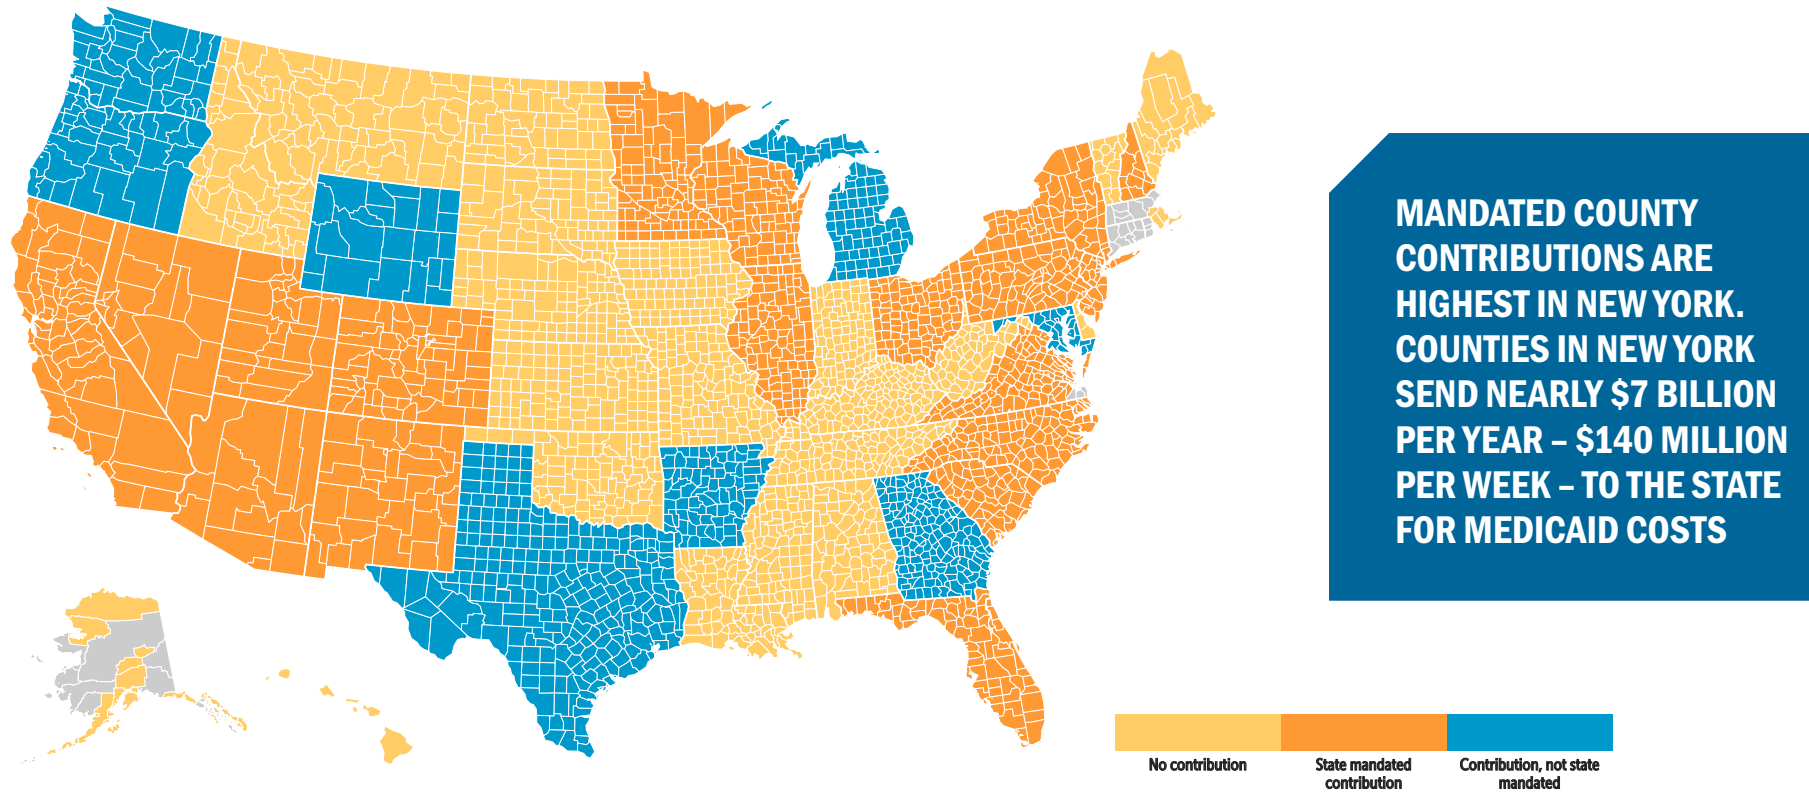 MANDATED COUNTY
CONTRIBUTIONS ARE
HIGHEST IN NEW YORK.
COUNTIES IN NEW YORK
SEND NEARLY $7 BILLION
PER YEAR – $140 MILLION
PER WEEK – TO THE STATE
FOR MEDICAID COSTS
No contribution
State mandated
contribution
Contribution, not state
mandated